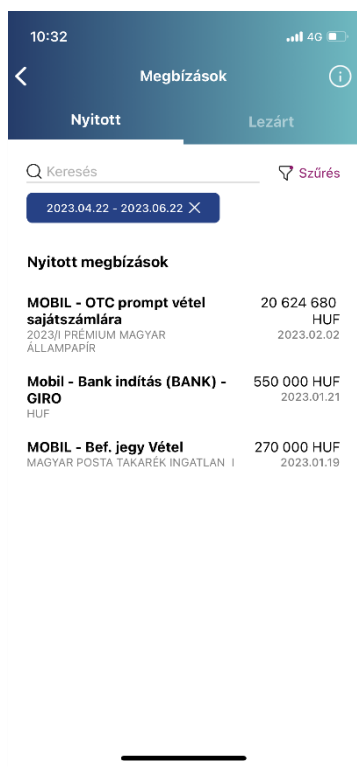 10:32
4G
Megbízások
Nyitott
Lezárt
Keresés
Szűrés
2023.04.22 - 2023.06.22
Nyitott megbízások
MOBIL - OTC prompt vétel
sajátszámlára
2023/I PRÉMIUM MAGYAR
ÁLLAMPAPÍR
20 624 680
HUF
2023.02.02
Mobil - Bank indítás (BANK) -
GIRO
HUF
550 000 HUF
2023.01.21
MOBIL - Bef. jegy Vétel
MAGYAR POSTA TAKARÉK INGATLAN I
270 000 HUF
2023.01.19